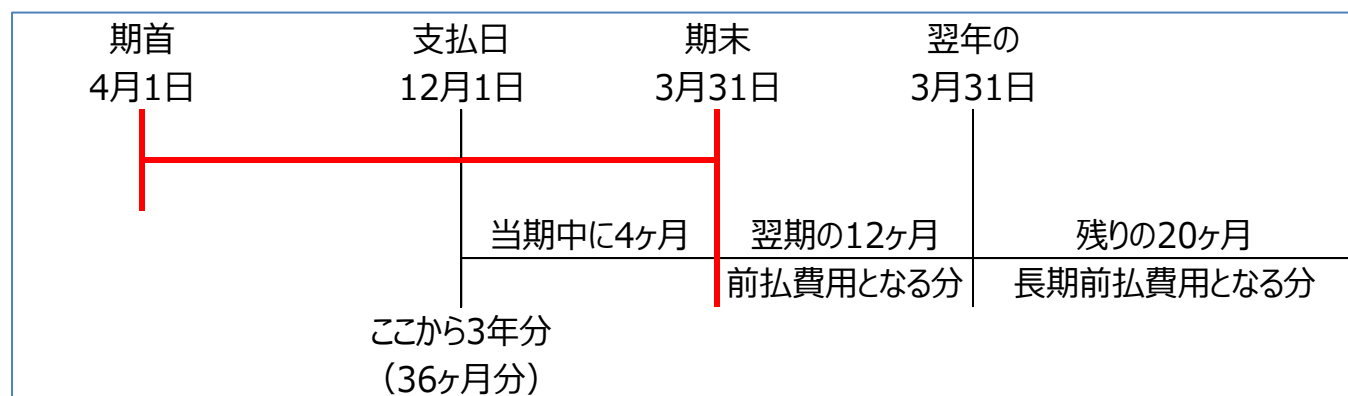 期首
4月1日
支払日
12月1日
期末
3月31日
翌年の
3月31日
当期中に4ヶ月
翌期の12ヶ月
残りの20ヶ月
前払費用となる分
長期前払費用となる分
ここから3年分
（36ヶ月分）